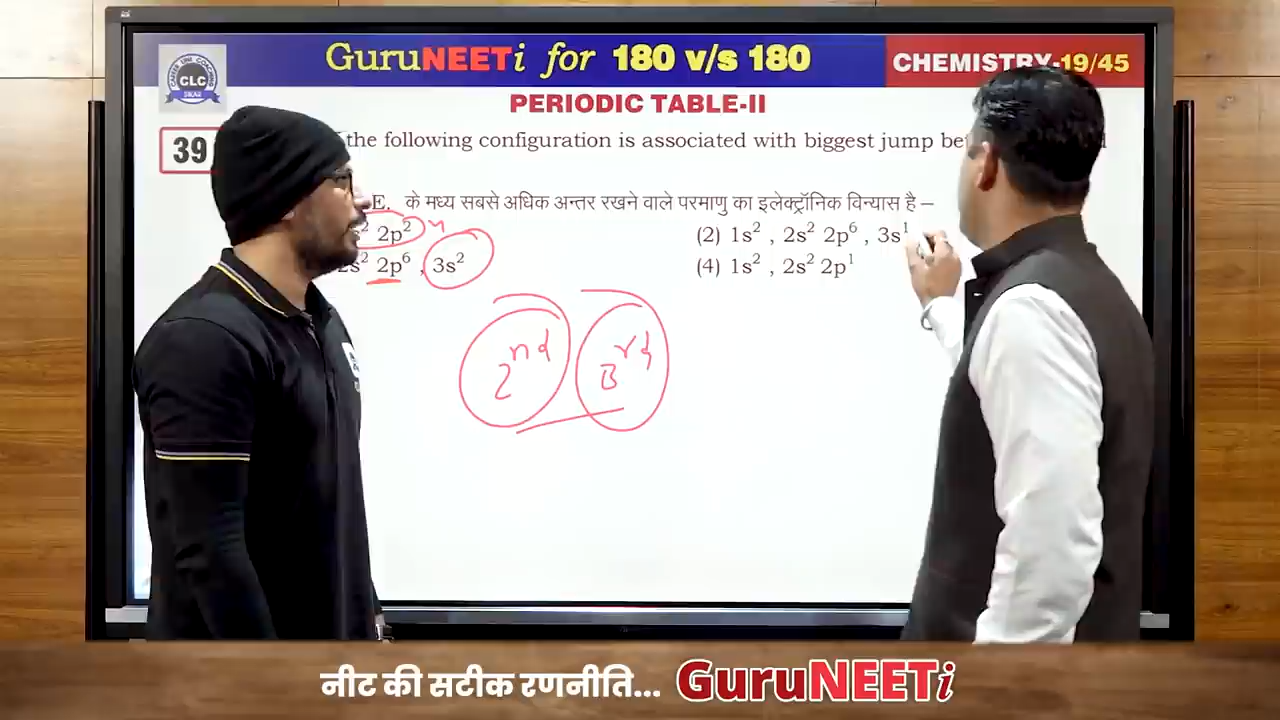 GuruNEETi for 180 v/s 180
CHEMISTRY-19/45
CLC
SIKAR
PERIODIC TABLE-II
39
the following configuration is associated with biggest jump
E. के मध्य सबसे अधिक अन्तर रखने वाले परमाणु का इलेक्ट्रॉनिक विन्यास है –
2p²
(2) 1s² , 2s² 2p⁶ , 3s¹
2s² 2p⁶ , 3s²
(4) 1s² , 2s² 2p¹
2nd 3rd
नीट की सटीक रणनीति... GuruNEETi